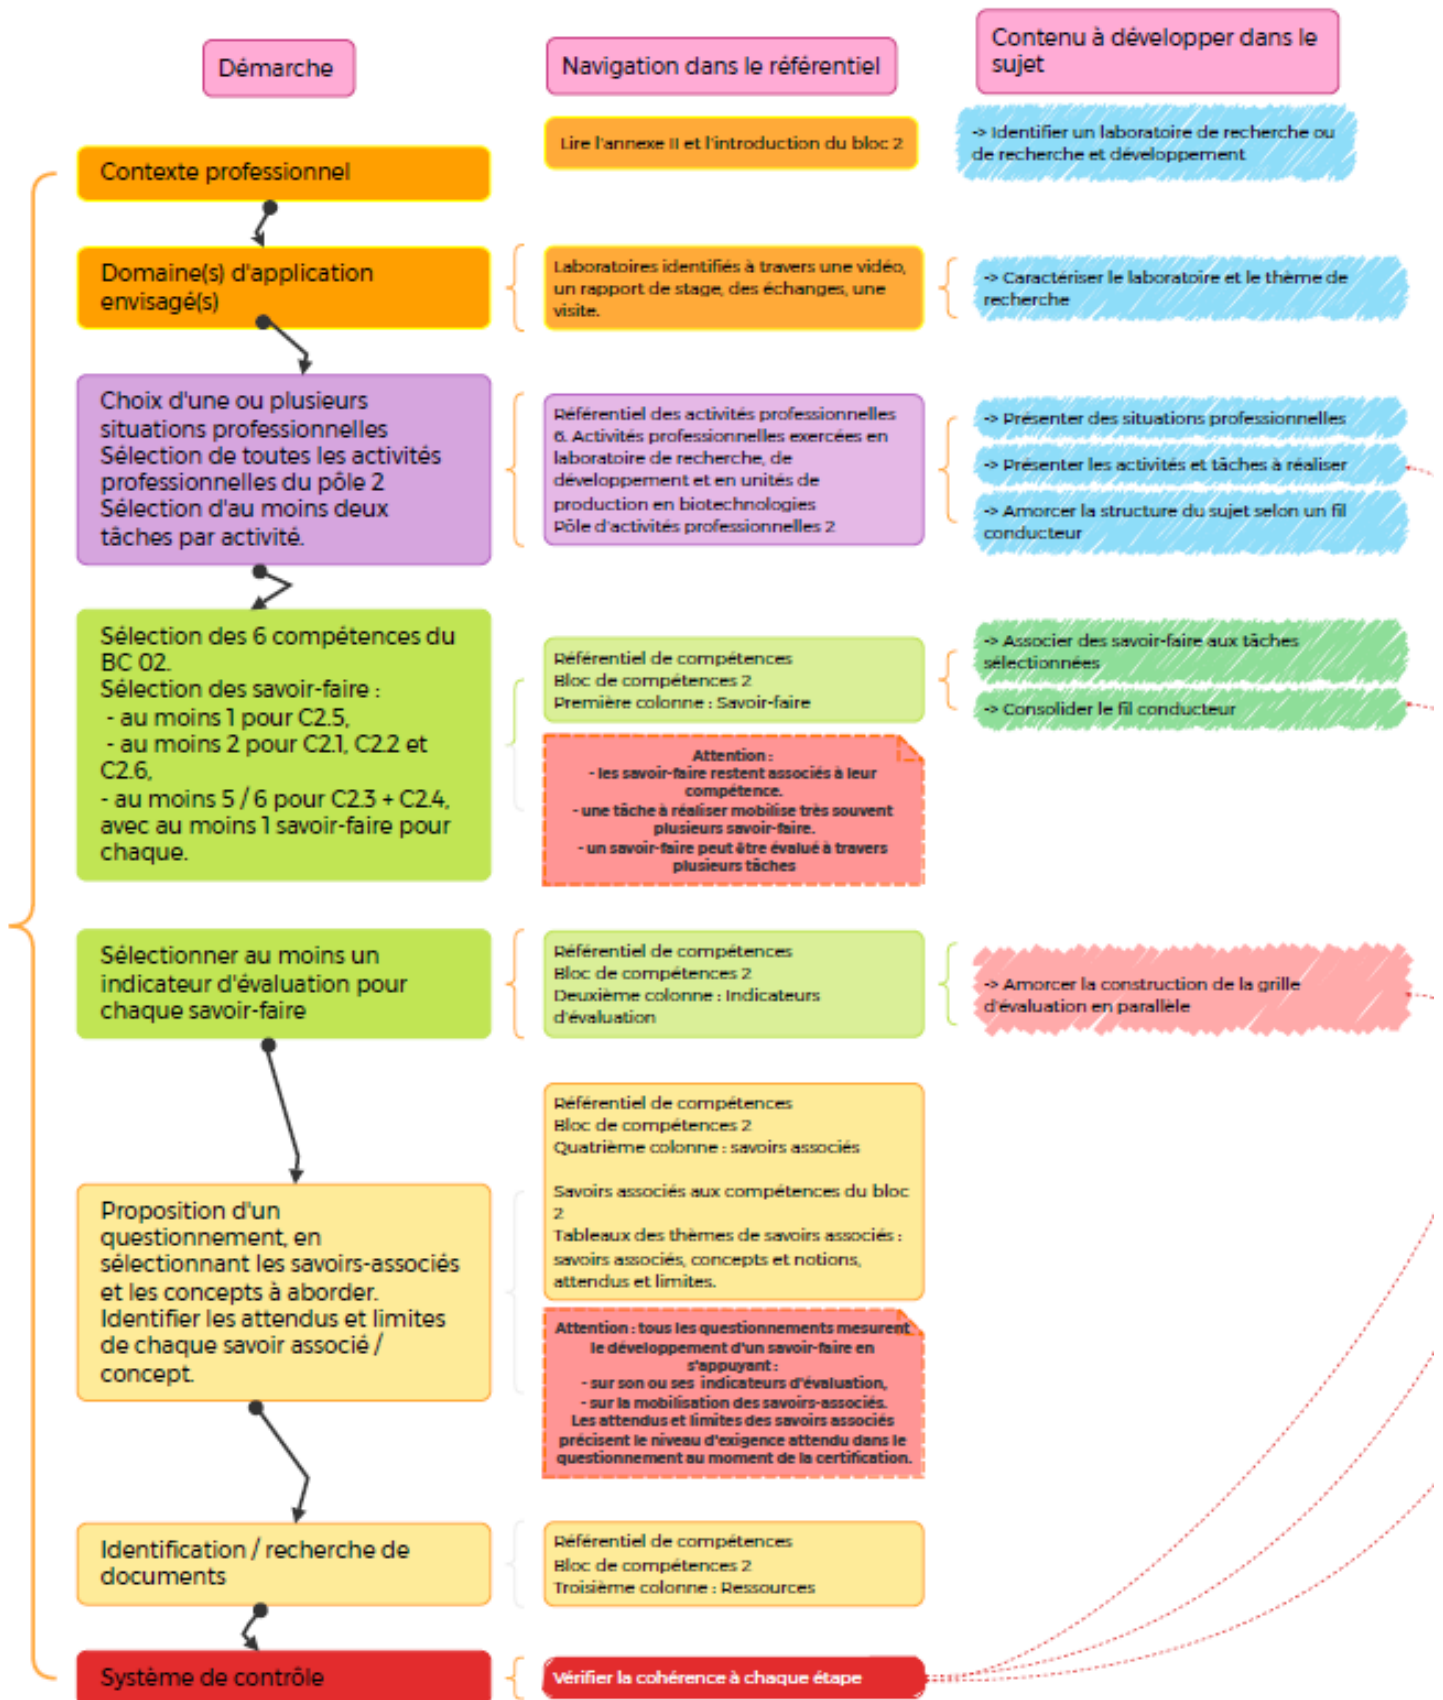 Démarche
Navigation dans le référentiel
Contenu à développer dans le
sujet
Contexte professionnel
Lire l'annexe II et l'introduction du bloc 2
-> Identifier un laboratoire de recherche ou
de recherche et développement
Domaine(s) d'application
envisagé(s)
Laboratoires identifiés à travers une vidéo,
un rapport de stage, des échanges, une
visite.
-> Caractériser le laboratoire et le thème de
recherche
Choix d'une ou plusieurs
situations professionnelles
Sélection de toutes les activités
professionnelles du pôle 2
Sélection d'au moins deux
tâches par activité.
Référentiel des activités professionnelles
6. Activités professionnelles exercées en
laboratoire de recherche, de
développement et en unités de
production en biotechnologies
Pôle d'activités professionnelles 2
-> Présenter des situations professionnelles
-> Présenter les activités et tâches à réaliser
-> Amorcer la structure du sujet selon un fil
conducteur
Sélection des 6 compétences du
BC 02.
Sélection des savoir-faire :
- au moins 1 pour C2.5,
- au moins 2 pour C2.1, C2.2 et
C2.6,
- au moins 5 / 6 pour C2.3 + C2.4,
avec au moins 1 savoir-faire pour
chaque.
Référentiel de compétences
Bloc de compétences 2
Première colonne : Savoir-faire
Attention :
- les savoir-faire restent associés à leur
compétence.
- une tâche à réaliser mobilise très souvent
plusieurs savoir-faire.
- un savoir-faire peut être évalué à travers
plusieurs tâches
-> Associer des savoir-faire aux tâches
sélectionnées
-> Consolider le fil conducteur
Sélectionner au moins un
indicateur d'évaluation pour
chaque savoir-faire
Référentiel de compétences
Bloc de compétences 2
Deuxième colonne : Indicateurs
d'évaluation
-> Amorcer la construction de la grille
d'évaluation en parallèle
Proposition d'un
questionnement, en
sélectionnant les savoirs-associés
et les concepts à aborder.
Identifier les attendus et limites
de chaque savoir associé /
concept.
Référentiel de compétences
Bloc de compétences 2
Quatrième colonne : savoirs associés
Savoirs associés aux compétences du bloc
2
Tableaux des thèmes de savoirs associés :
savoirs associés, concepts et notions,
attendus et limites.
Attention : tous les questionnements mesurent
le développement d'un savoir-faire en
s'appuyant :
- sur son ou ses indicateurs d'évaluation,
- sur la mobilisation des savoirs-associés.
Les attendus et limites des savoirs associés
précisent le niveau d'exigence attendu dans le
questionnement au moment de la certification.
Identification / recherche de
documents
Référentiel de compétences
Bloc de compétences 2
Troisième colonne : Ressources
Système de contrôle
Vérifier la cohérence à chaque étape